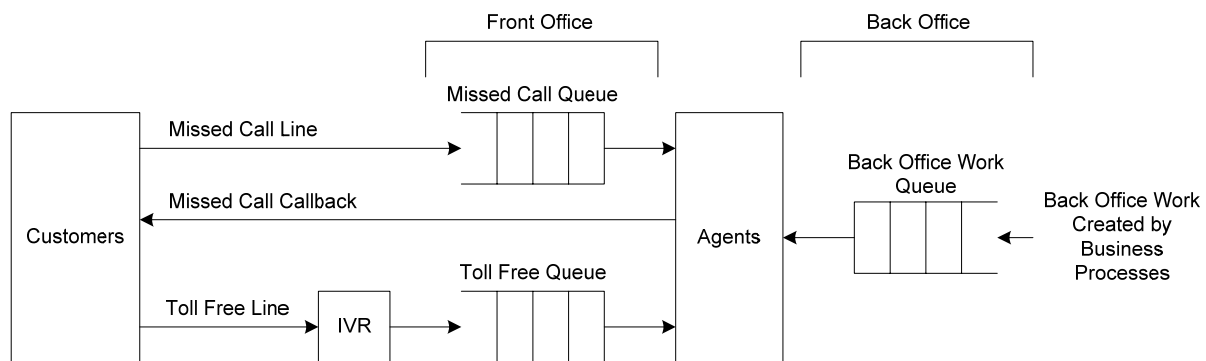 Front Office
Back Office
Missed Call Queue
Missed Call Line
Back Office Work
Queue
Missed Call Callback
Back Office Work
Created by
Business
Processes
Customers
Agents
Toll Free Queue
Toll Free Line
IVR